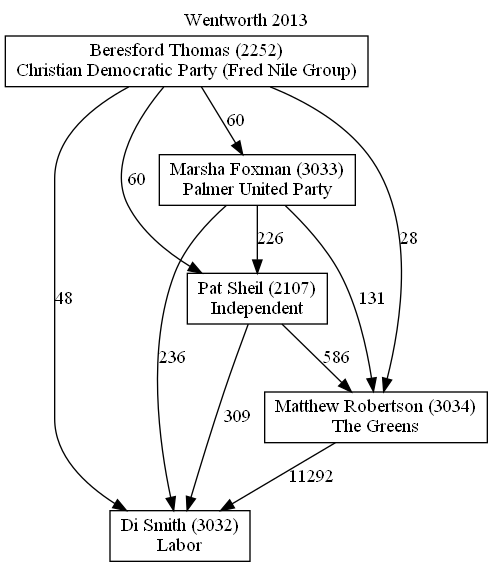 Wentworth 2013
Beresford Thomas (2252)
Christian Democratic Party (Fred Nile Group)
60
Marsha Foxman (3033)
Palmer United Party
60
226
28
Pat Sheil (2107)
Independent
48
131
236
586
Matthew Robertson (3034)
The Greens
309
11292
Di Smith (3032)
Labor